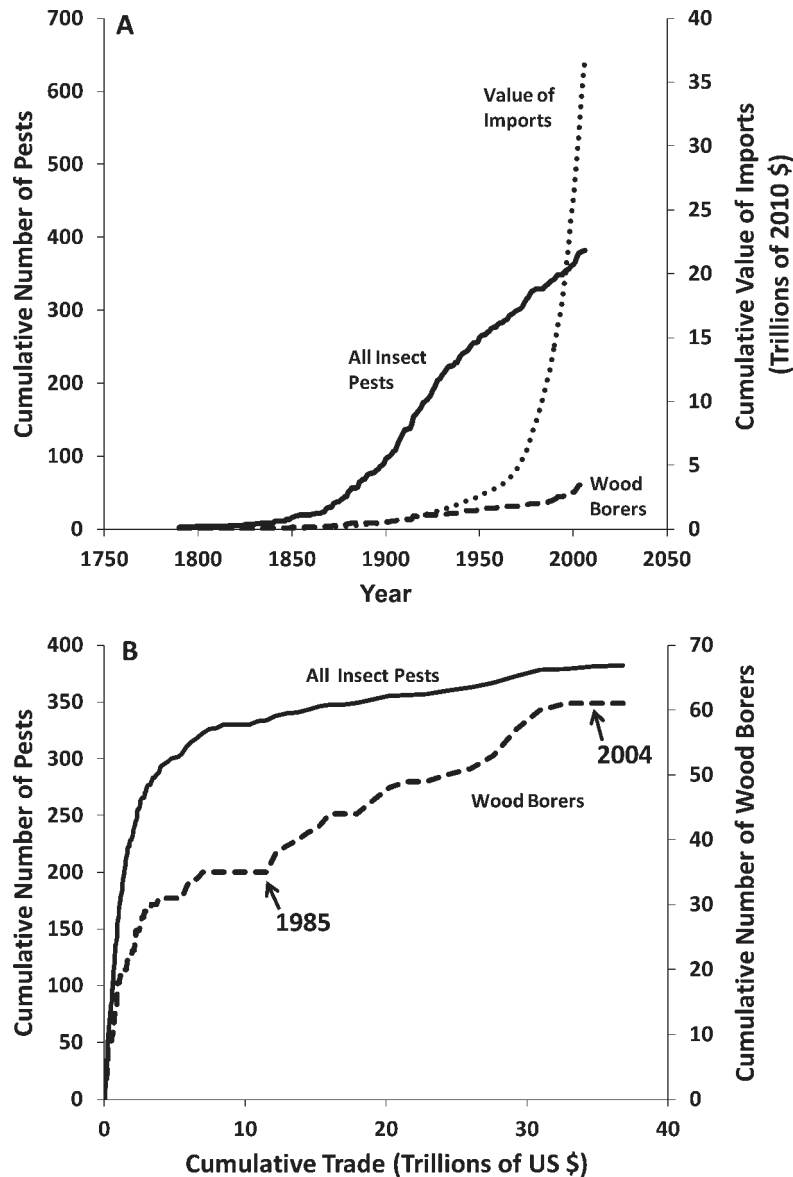 A
700
600
500
400
300
200
100
0
Cumulative Number of Pests
40
35
30
25
20
15
10
5
0
Cumulative Value of Imports
(Trillions of 2010 $)
Value of
Imports
All Insect
Pests
Wood
Borers
1750
1800
1850
1900
1950
2000
2050
Year
B
400
350
300
250
200
150
100
50
0
Cumulative Number of Pests
70
60
50
40
30
20
10
0
Cumulative Number of Wood Borers
All Insect Pests
2004
Wood Borers
1985
0
10
20
30
40
Cumulative Trade (Trillions of US $)